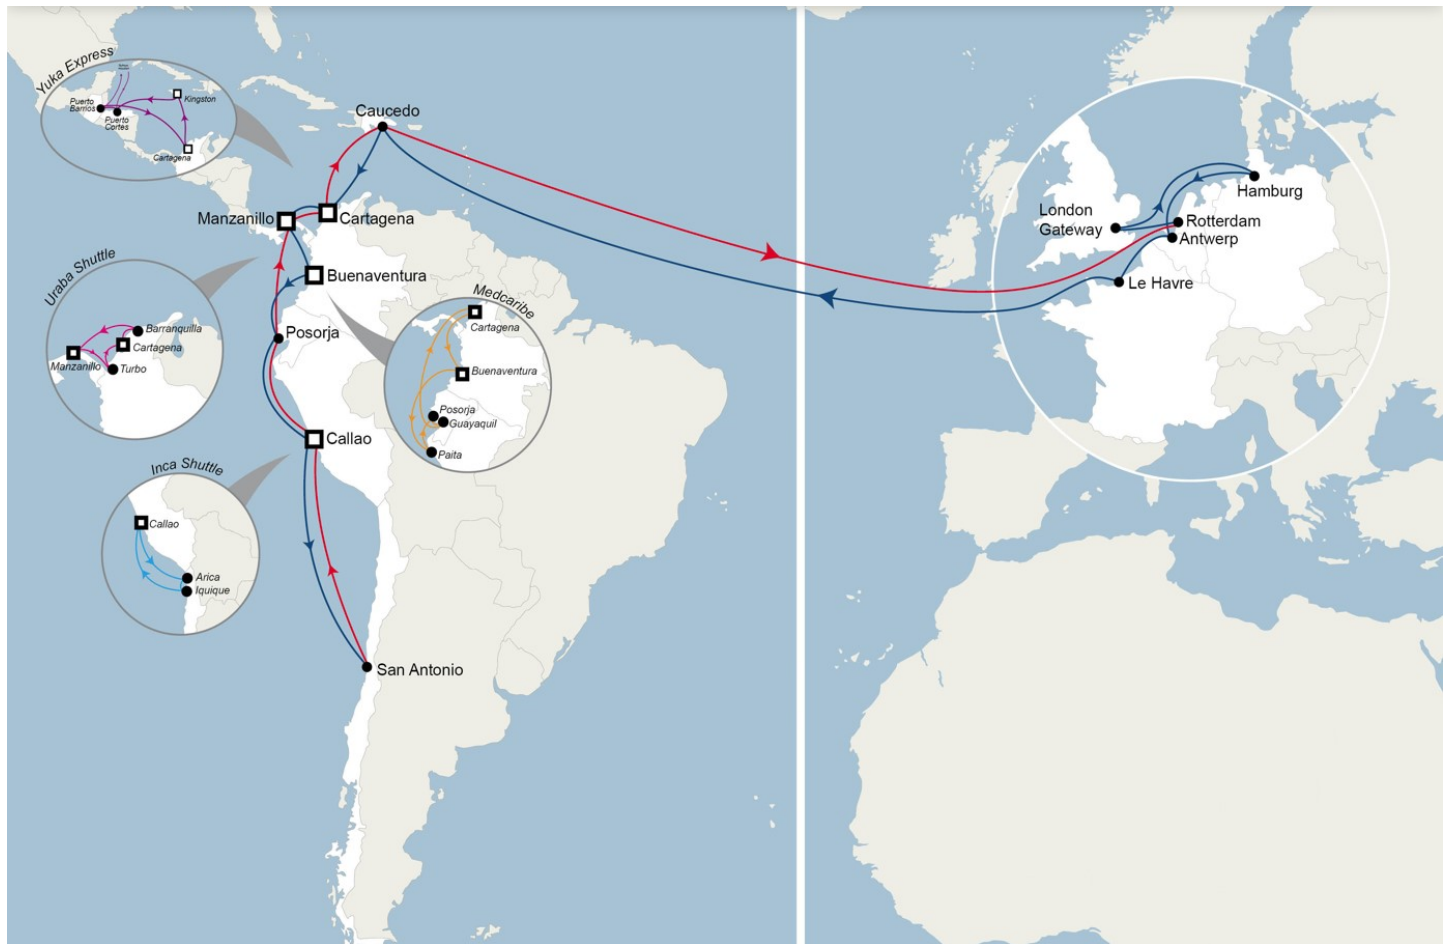 Yuka Express
Puerto
Barrios
Puerto
Cortés
Kingston
Cartagena
Caucedo
Manzanillo
Cartagena
Buenaventura
Posorja
Callao
San Antonio
Uraba Shuttle
Barranquilla
Cartagena
Manzanillo
Turbo
Medcaribe
Cartagena
Buenaventura
Posorja
Guayaquil
Paita
Inca Shuttle
Callao
Arica
Iquique
London
Gateway
Hamburg
Rotterdam
Antwerp
Le Havre